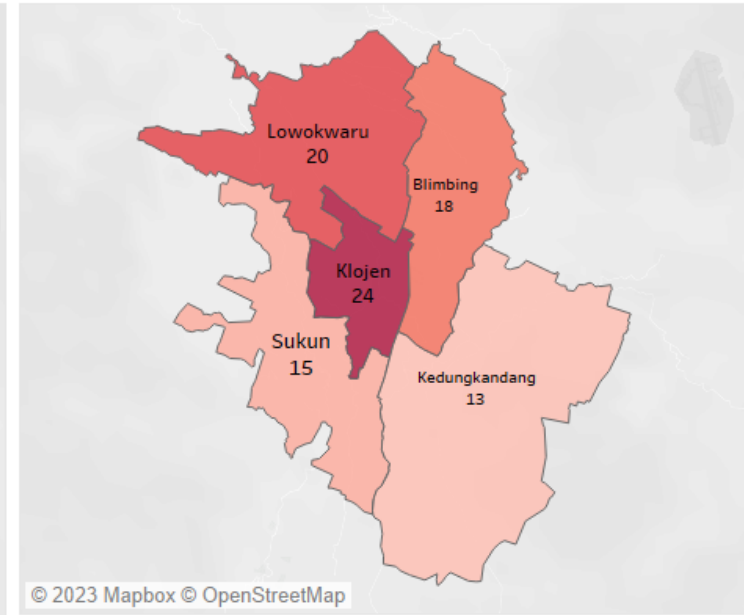 Lowokwaru
20
Blimbing
18
Klojen
24
Sukun
15
Kedungkandang
13
© 2023 Mapbox © OpenStreetMap